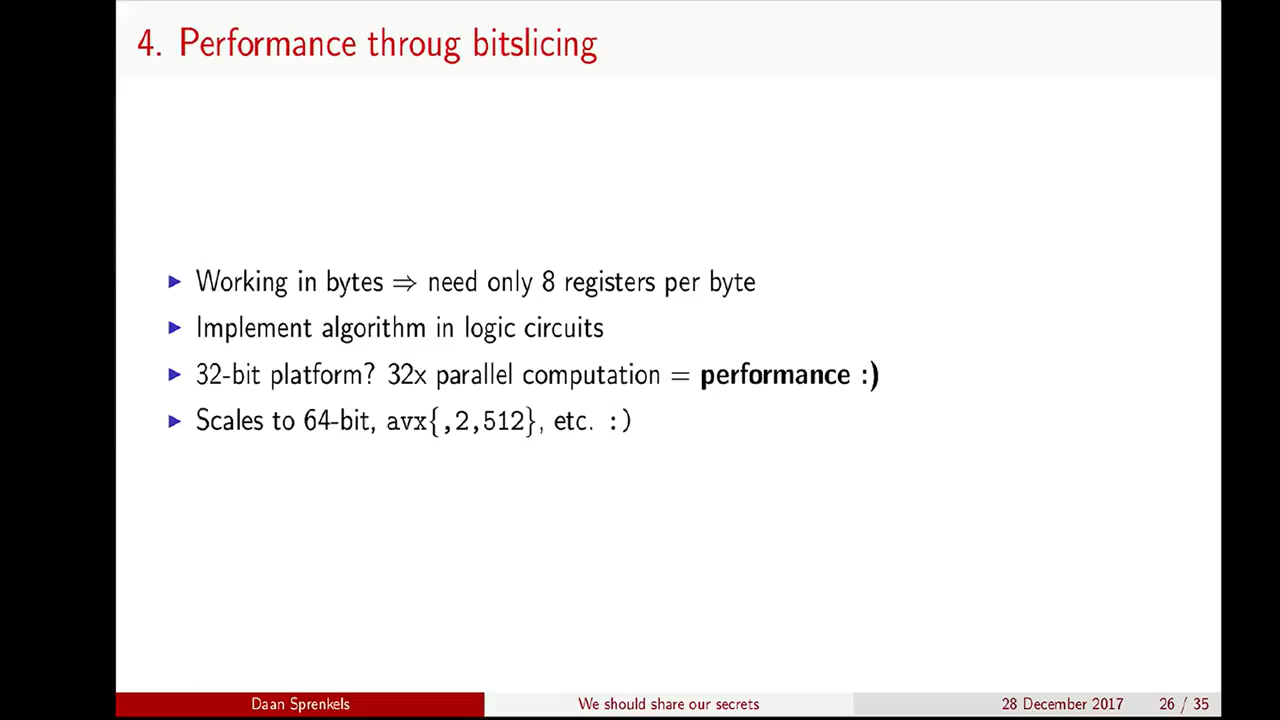 4. Performance throug bitslicing
▶ Working in bytes ⇒ need only 8 registers per byte
▶ Implement algorithm in logic circuits
▶ 32-bit platform? 32x parallel computation = performance :)
▶ Scales to 64-bit, avx{,2,512}, etc. :)
Daan Sprenkels We should share our secrets 28 December 2017 26 / 35